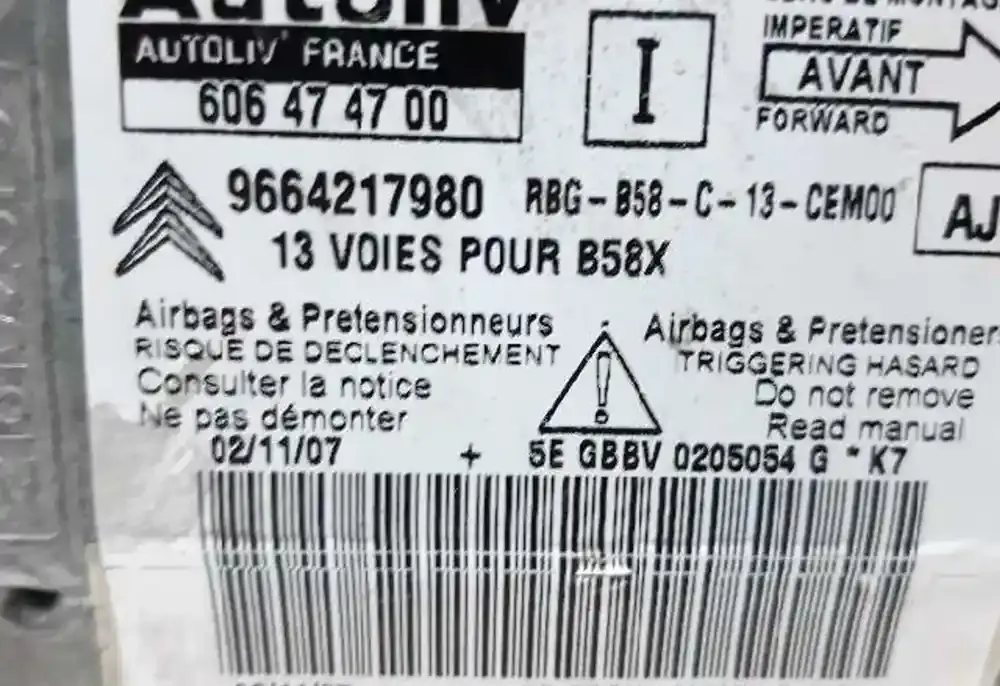 Autoliv
AUTOLIV FRANCE
606 47 47 00
I
IMPERATIF
AVANT
FORWARD
9664217980 RBG-B58-C-13-CEM00
AJ
13 VOIES POUR B58X
Airbags & Pretensionneurs
RISQUE DE DECLENCHEMENT
Consulter la notice
Ne pas démonter
Airbags & Pretensioner
TRIGGERING HASARD
Do not remove
Read manual
02/11/07 + 5E GBBV 0205054 G * K7